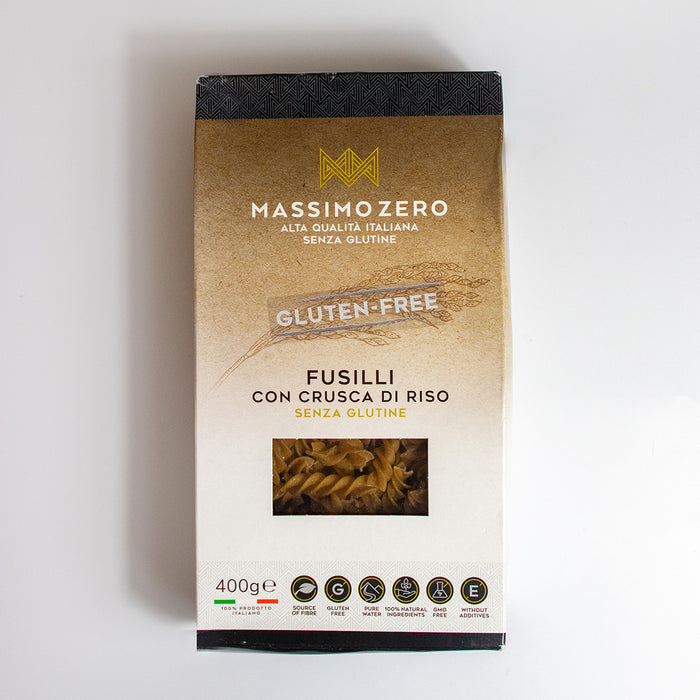 MASSIMO ZERO
ALTA QUALITÀ ITALIANA
SENZA GLUTINE
GLUTEN-FREE
FUSILLI
CON CRUSCA DI RISO
SENZA GLUTINE
400g℮
100% PRODOTTO
ITALIANO
SOURCE
OF FIBRE
G
GLUTEN
FREE
PURE
WATER
100% NATURAL
INGREDIENTS
GMO
FREE
E
WITHOUT
ADDITIVES